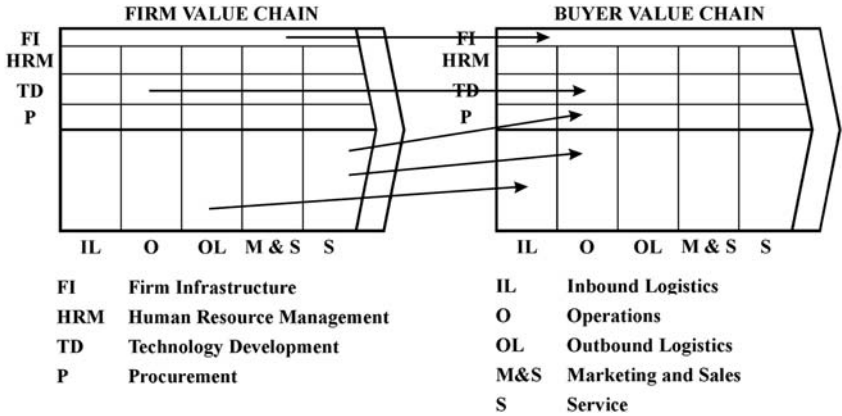 FIRM VALUE CHAIN
BUYER VALUE CHAIN
FI
HRM
TD
P
FI
HRM
TD
P
IL O OL M & S S
IL O OL M & S S
FI Firm Infrastructure
HRM Human Resource Management
TD Technology Development
P Procurement
IL Inbound Logistics
O Operations
OL Outbound Logistics
M&S Marketing and Sales
S Service